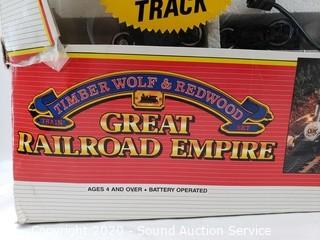 TRACK
TIMBER WOLF & REDWOOD
TRAIN SET
GREAT
RAILROAD EMPIRE
AGES 4 AND OVER • BATTERY OPERATED
Copyright 2020 - Sound Auction Service